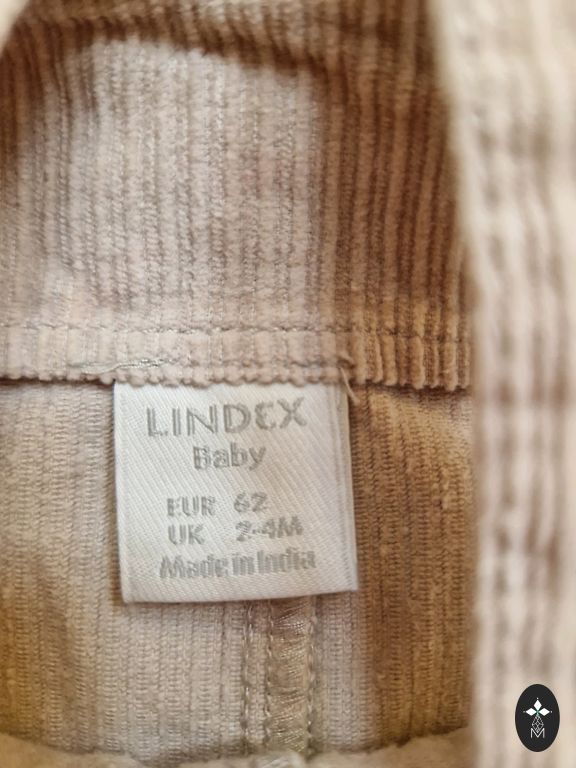 LINDEX
Baby
EUR 62
UK 2-4M
Made in India
M